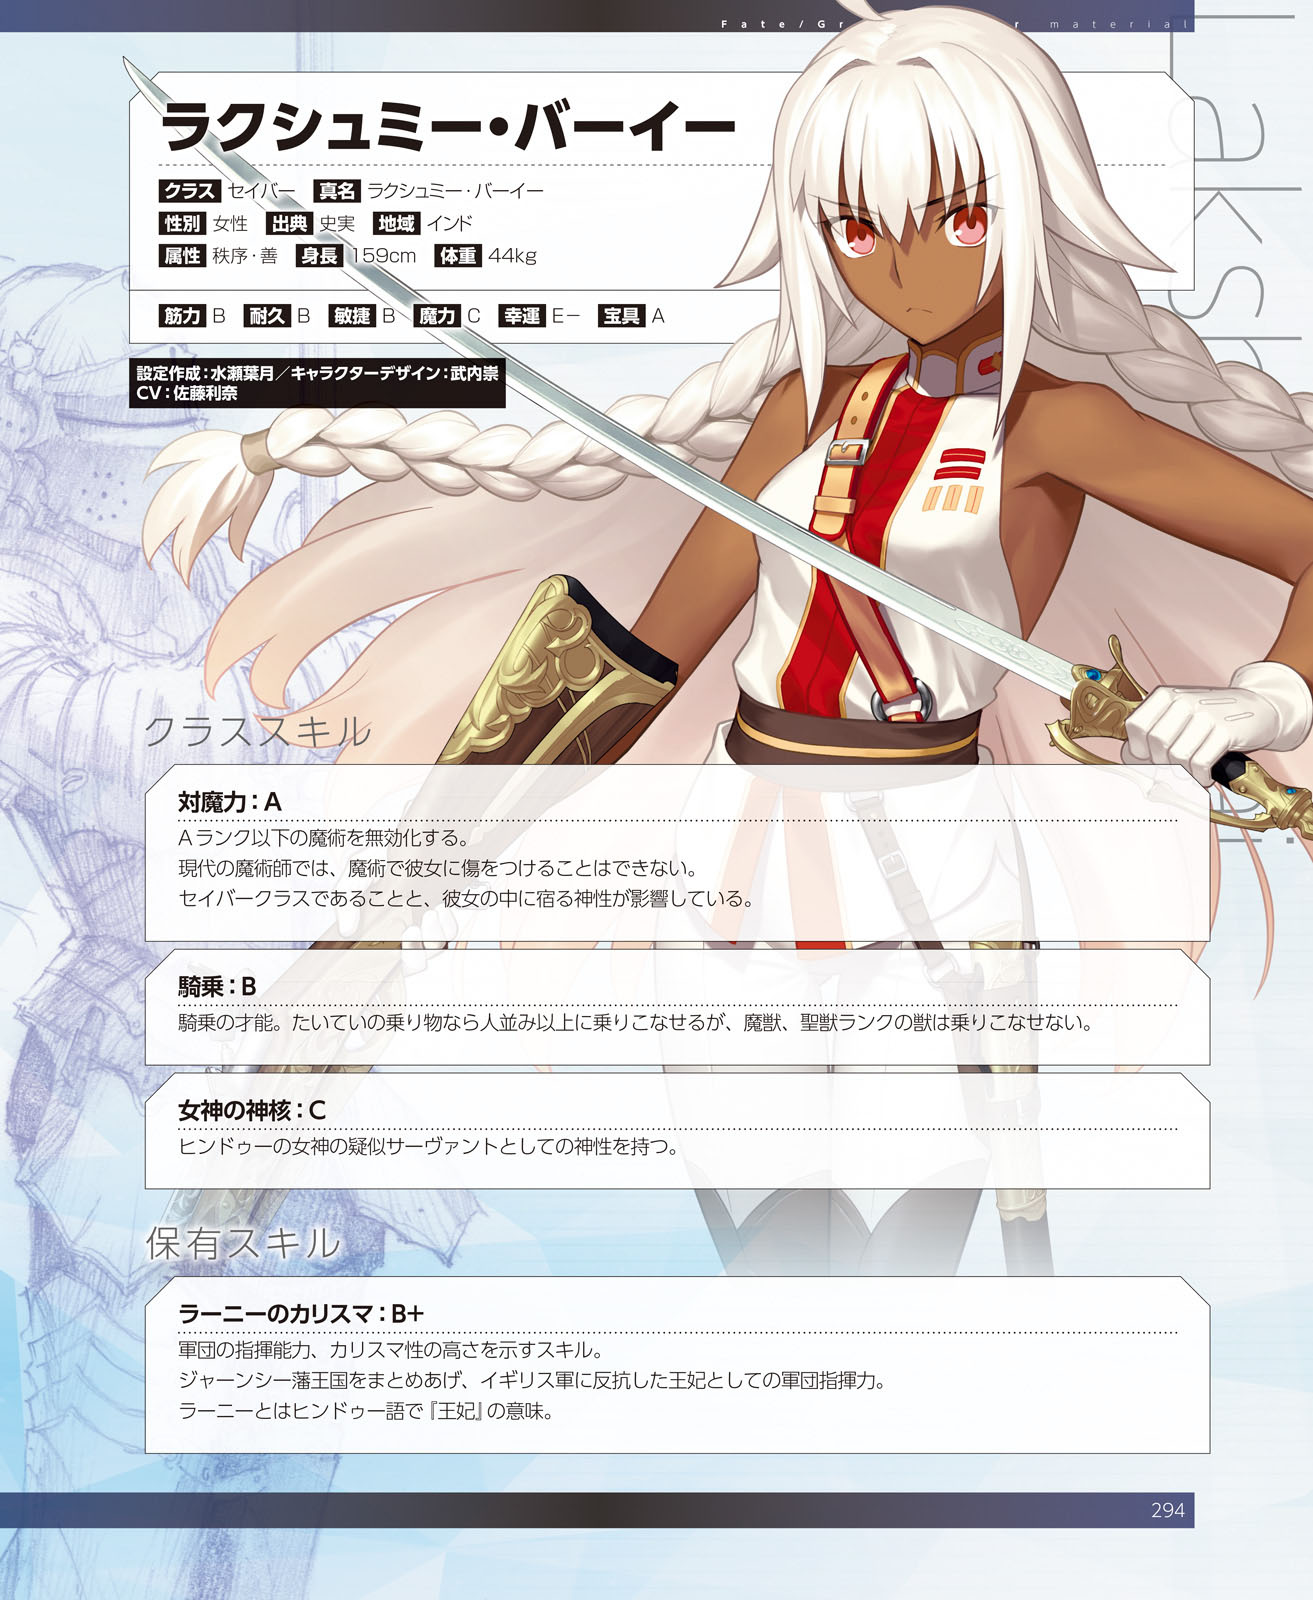 Fate/Gr r material
ラクシュミー・バーイー
クラス セイバー 真名 ラクシュミー・バーイー
性別 女性 出典 史実 地域 インド
属性 秩序・善 身長 159cm 体重 44kg
筋力 B 耐久 B 敏捷 B 魔力 C 幸運 E− 宝具 A
設定作成:水瀬葉月/キャラクターデザイン:武内崇
CV:佐藤利奈
クラススキル
対魔力:A
Aランク以下の魔術を無効化する。
現代の魔術師では、魔術で彼女に傷をつけることはできない。
セイバークラスであることと、彼女の中に宿る神性が影響している。
騎乗:B
騎乗の才能。たいていの乗り物なら人並み以上に乗りこなせるが、魔獣、聖獣ランクの獣は乗りこなせない。
女神の神核:C
ヒンドゥーの女神の疑似サーヴァントとしての神性を持つ。
保有スキル
ラーニーのカリスマ:B+
軍団の指揮能力、カリスマ性の高さを示すスキル。
ジャーンシー藩王国をまとめあげ、イギリス軍に反抗した王妃としての軍団指揮力。
ラーニーとはヒンドゥー語で『王妃』の意味。
294